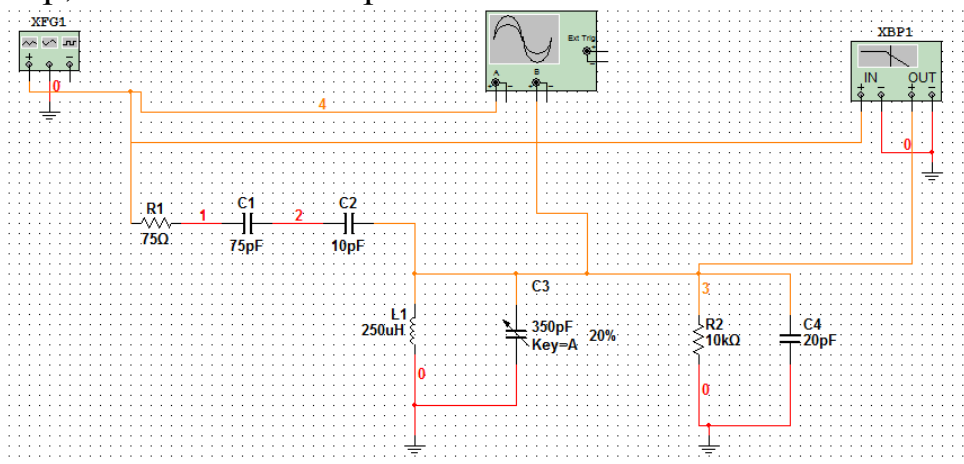 XFG1
XBP1
Ext Trig
A
B
IN
OUT
0
4
0
R1
1
C1
2
C2
75Ω
75pF
10pF
C3
3
L1
250uH
350pF
Key=A
20%
R2
10kΩ
C4
20pF
0
0